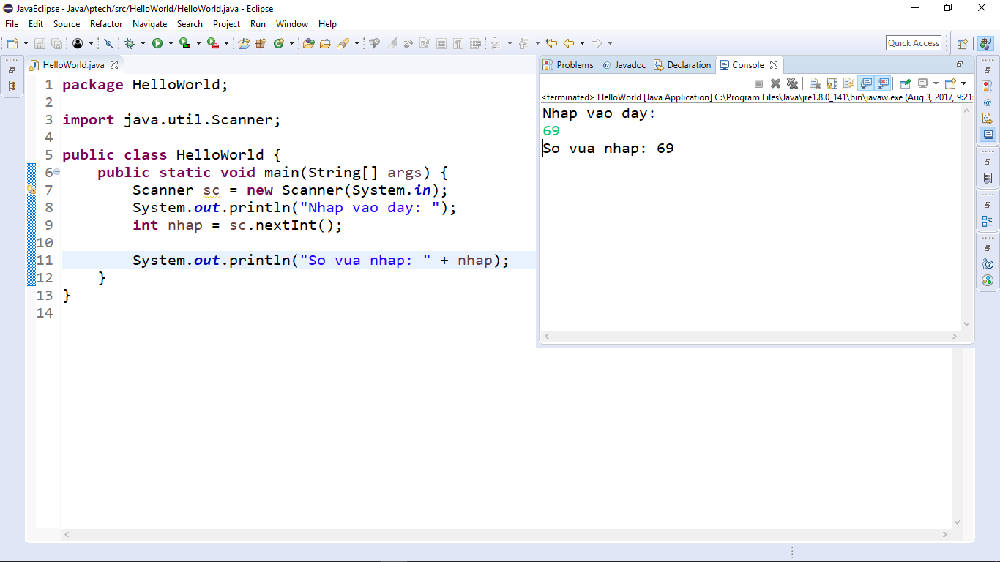 JavaEclipse - JavaAptech/src/HelloWorld/HelloWorld.java - Eclipse
File Edit Source Refactor Navigate Search Project Run Window Help
Quick Access
HelloWorld.java
1 package HelloWorld;
2
3 import java.util.Scanner;
4
5 public class HelloWorld {
6 public static void main(String[] args) {
7 Scanner sc = new Scanner(System.in);
8 System.out.println("Nhap vao day: ");
9 int nhap = sc.nextInt();
10
11 System.out.println("So vua nhap: " + nhap);
12 }
13 }
14
Problems @ Javadoc Declaration Console
<terminated> HelloWorld [Java Application] C:\Program Files\Java\jre1.8.0_141\bin\javaw.exe (Aug 3, 2017, 9:21:
Nhap vao day:
69
So vua nhap: 69